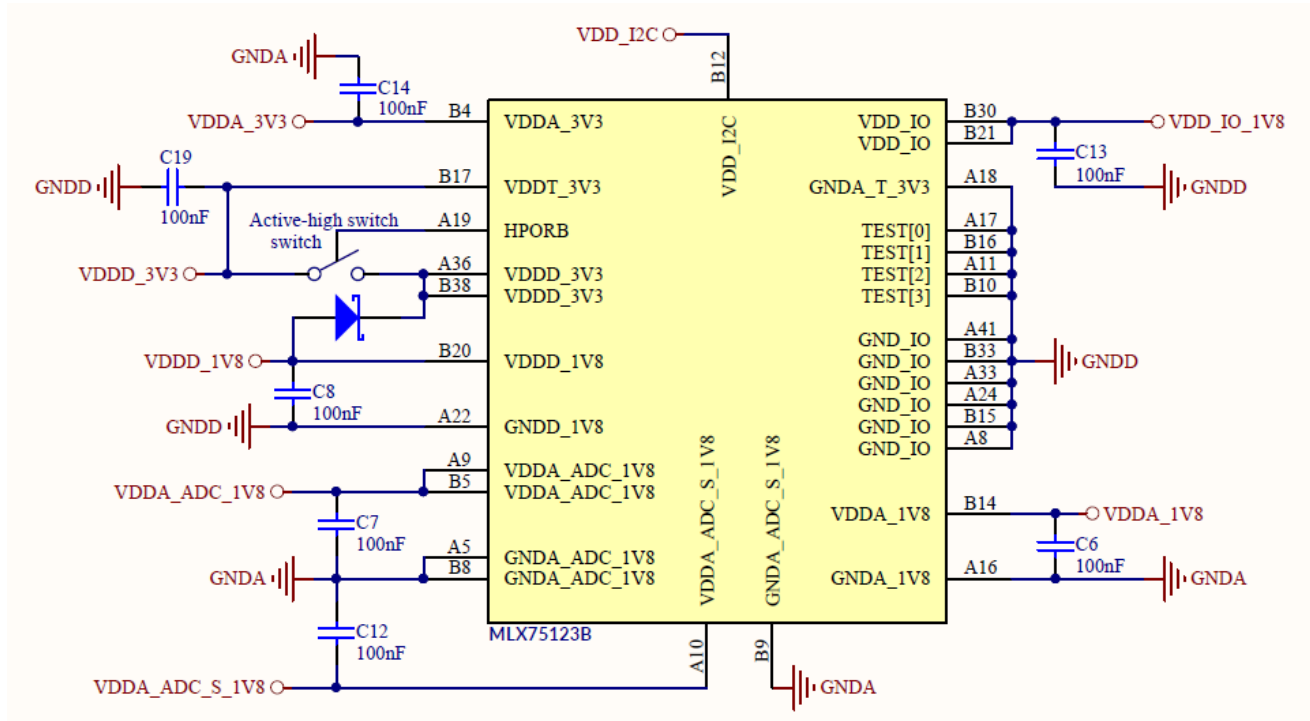 VDD_I2C
GNDA
C14
100nF
B12
VDDA_3V3
B4
VDDA_3V3
VDD_I2C
VDD_IO
B30
VDD_IO_1V8
VDD_IO
B21
C13
100nF
C19
GNDD
100nF
B17
VDDT_3V3
GNDA_T_3V3
A18
GNDD
Active-high switch
switch
A19
HPORB
TEST[0]
A17
TEST[1]
B16
VDDD_3V3
A36
VDDD_3V3
TEST[2]
A11
B38
VDDD_3V3
TEST[3]
B10
GND_IO
A41
VDDD_1V8
B20
VDDD_1V8
GND_IO
B33
GNDD
GND_IO
A33
C8
100nF
GND_IO
A24
GNDD
A22
GNDD_1V8
GND_IO
B15
GND_IO
A8
A9
VDDA_ADC_1V8
VDDA_ADC_1V8
B5
VDDA_ADC_1V8
C7
100nF
VDDA_1V8
B14
VDDA_1V8
C6
100nF
A5
GNDA_ADC_1V8
GNDA
B8
GNDA_ADC_1V8
VDDA_ADC_S_1V8
GNDA_ADC_S_1V8
GNDA_1V8
A16
GNDA
C12
100nF
MLX75123B
VDDA_ADC_S_1V8
A10
B9
GNDA